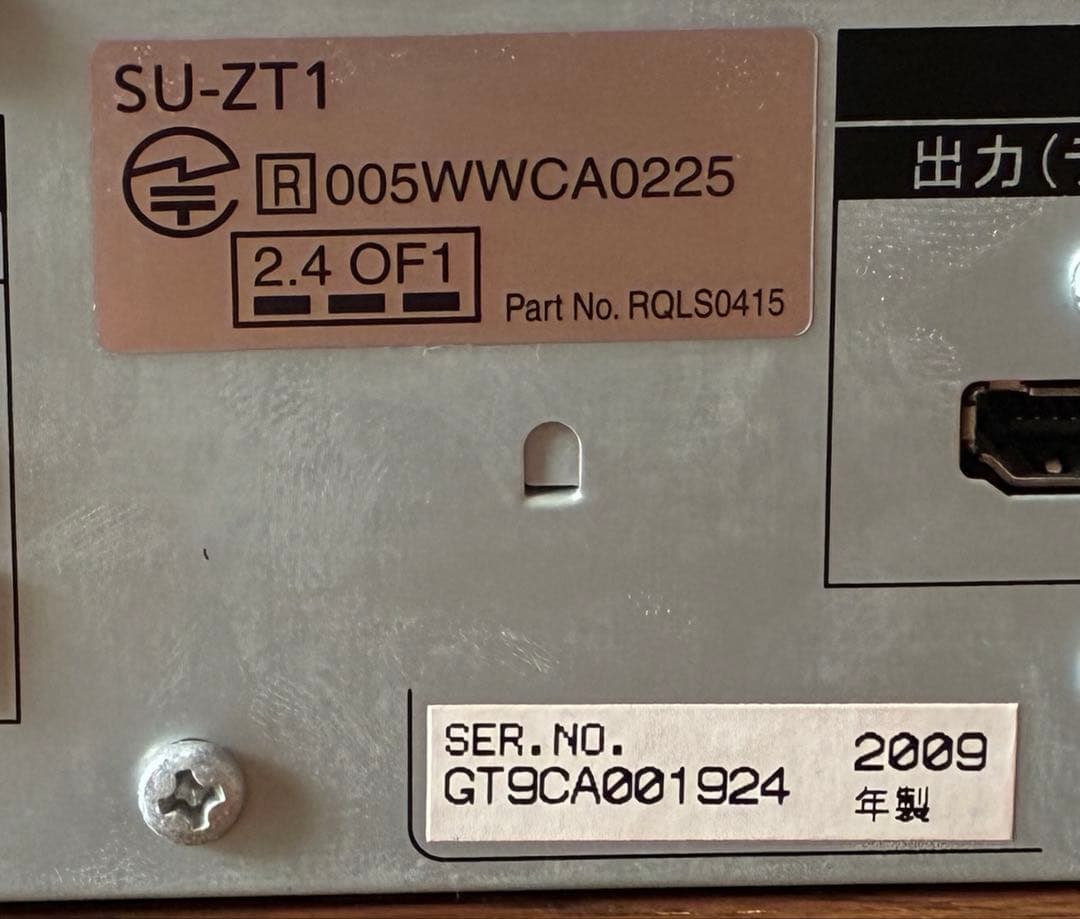 SU-ZT1
R 005WWCA0225
2.4 OF1
Part No. RQLS0415
出力(
SER.NO.
GT9CA001924
2009
年製